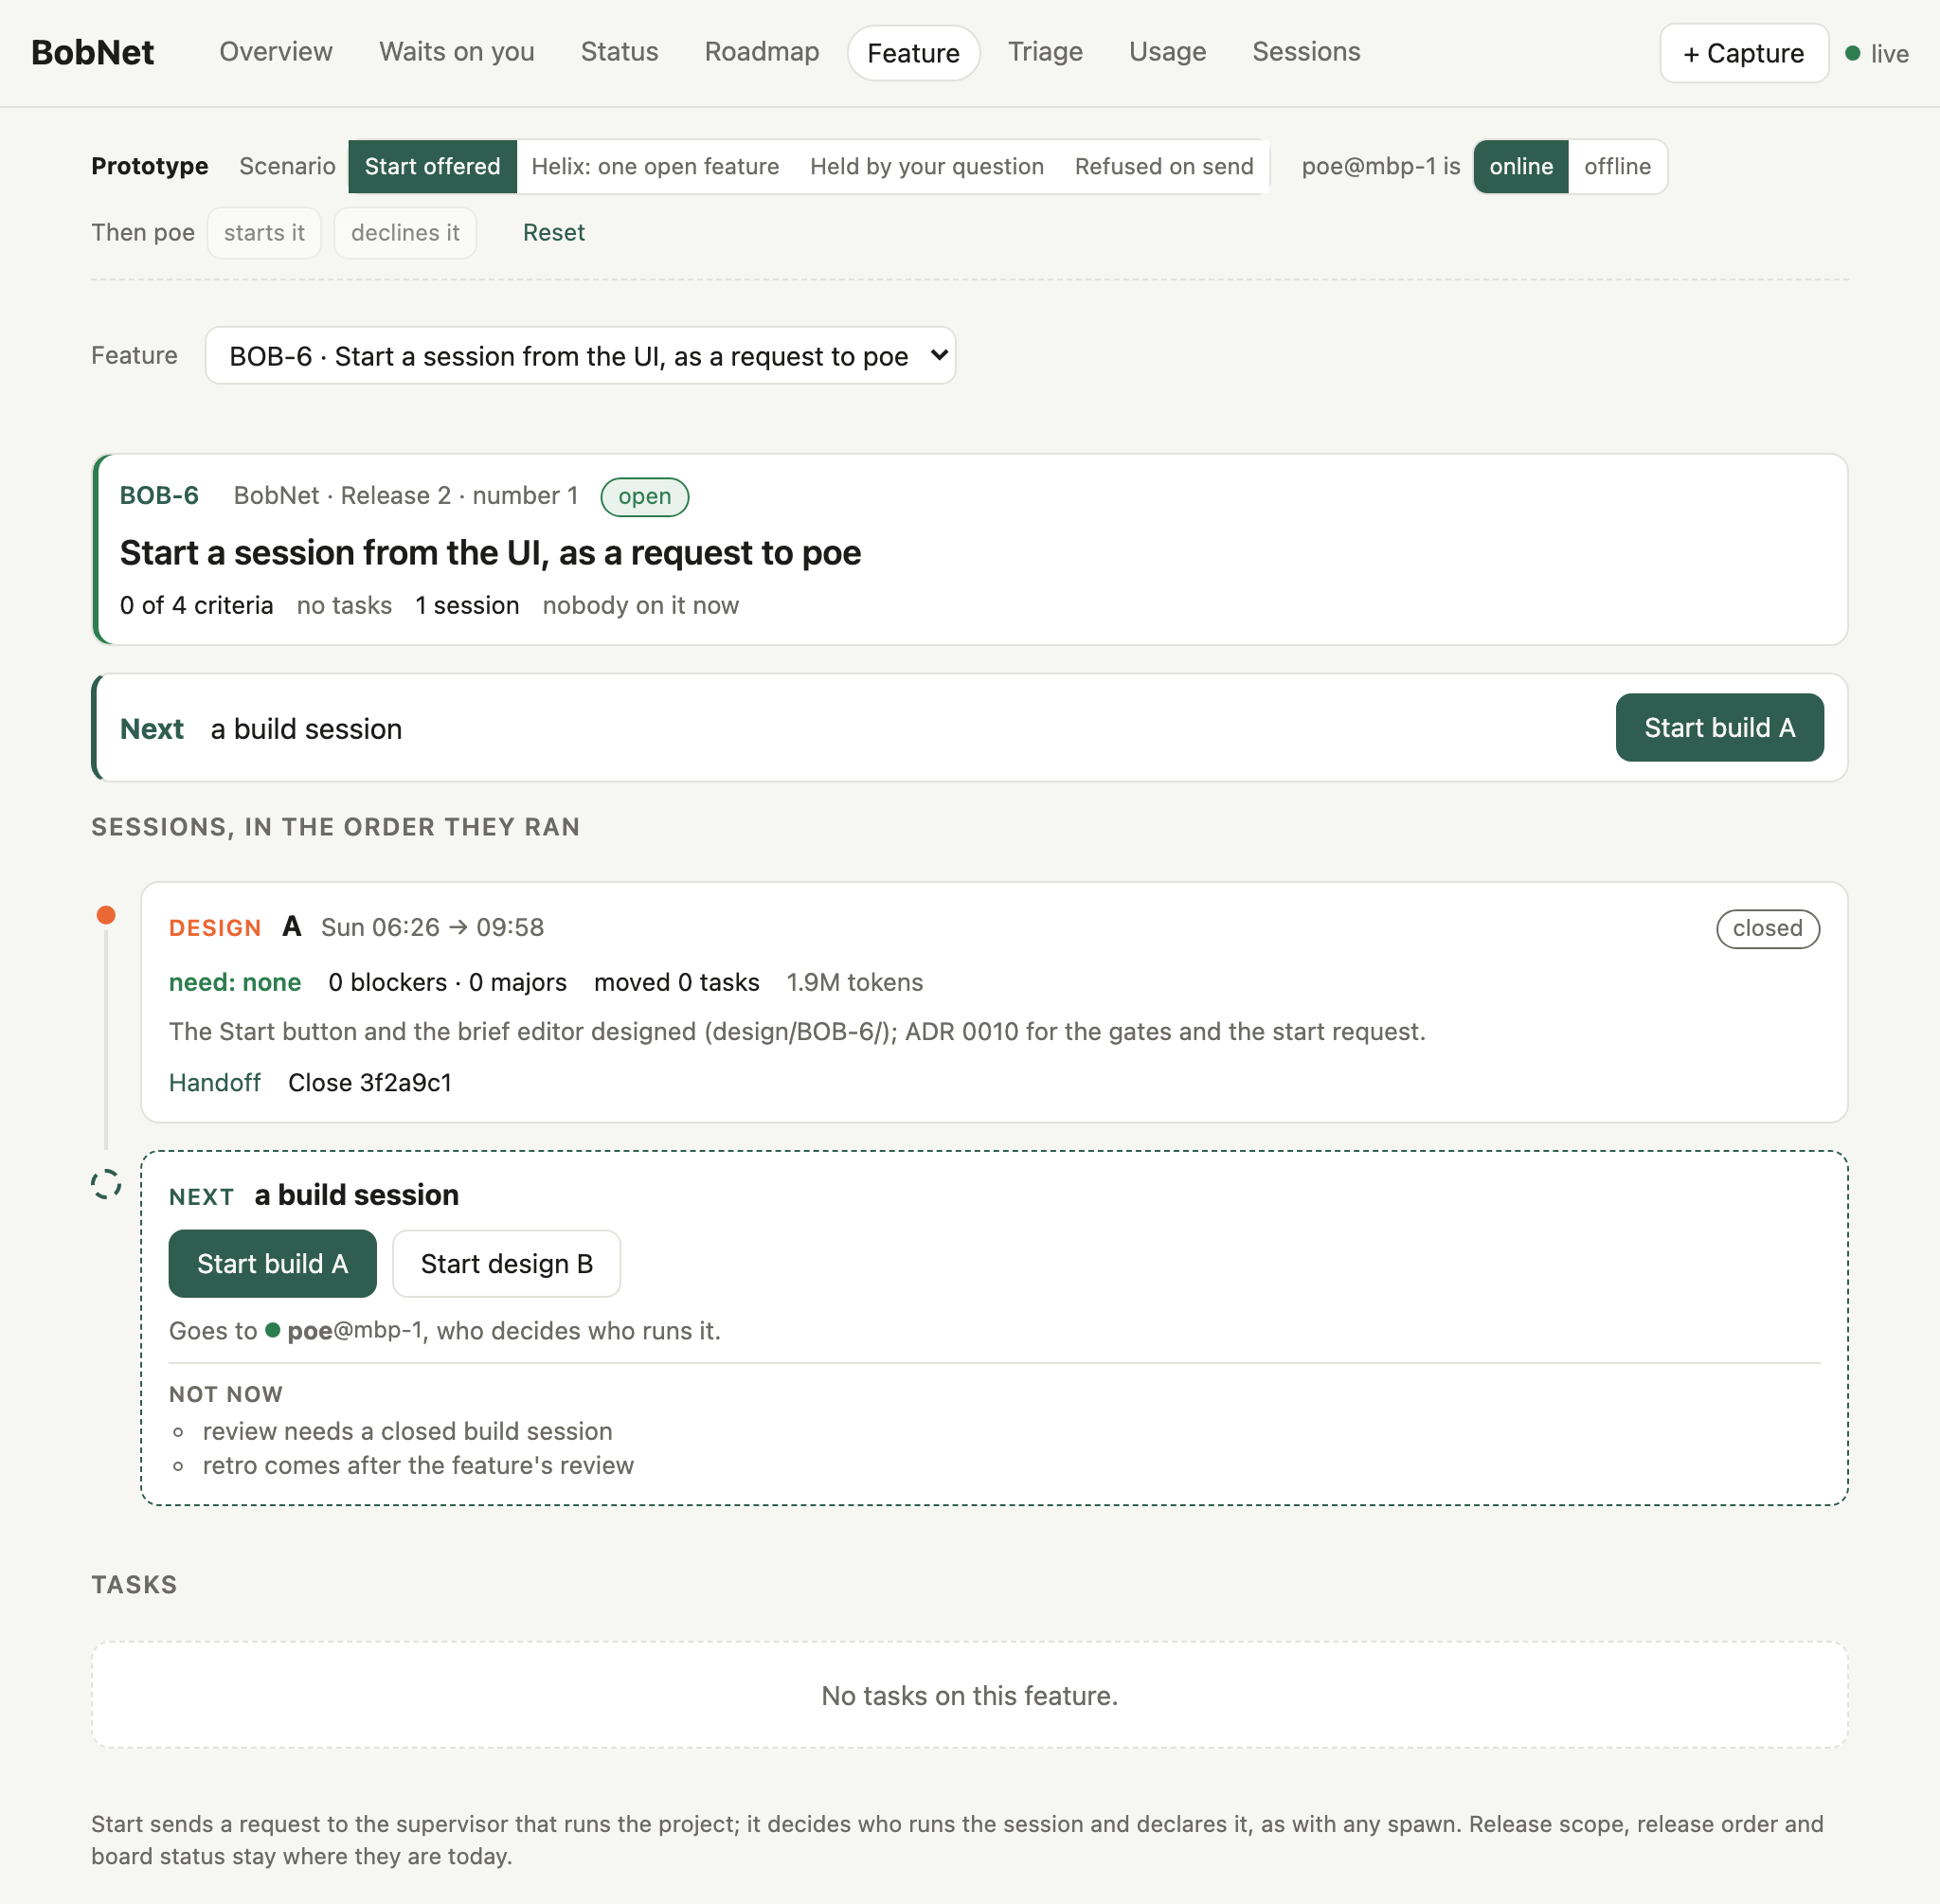 BobNet Overview Waits on you Status Roadmap Feature Triage Usage Sessions + Capture live
Prototype Scenario Start offered Helix: one open feature Held by your question Refused on send poe@mbp-1 is online offline
Then poe starts it declines it Reset
Feature BOB-6 · Start a session from the UI, as a request to poe
BOB-6 BobNet · Release 2 · number 1 open
Start a session from the UI, as a request to poe
0 of 4 criteria no tasks 1 session nobody on it now
Next a build session Start build A
SESSIONS, IN THE ORDER THEY RAN
DESIGN A Sun 06:26 → 09:58 closed
need: none 0 blockers · 0 majors moved 0 tasks 1.9M tokens
The Start button and the brief editor designed (design/BOB-6/); ADR 0010 for the gates and the start request.
Handoff Close 3f2a9c1
NEXT a build session
Start build A Start design B
Goes to poe@mbp-1, who decides who runs it.
NOT NOW
review needs a closed build session
retro comes after the feature's review
TASKS
No tasks on this feature.
Start sends a request to the supervisor that runs the project; it decides who runs the session and declares it, as with any spawn. Release scope, release order and
board status stay where they are today.